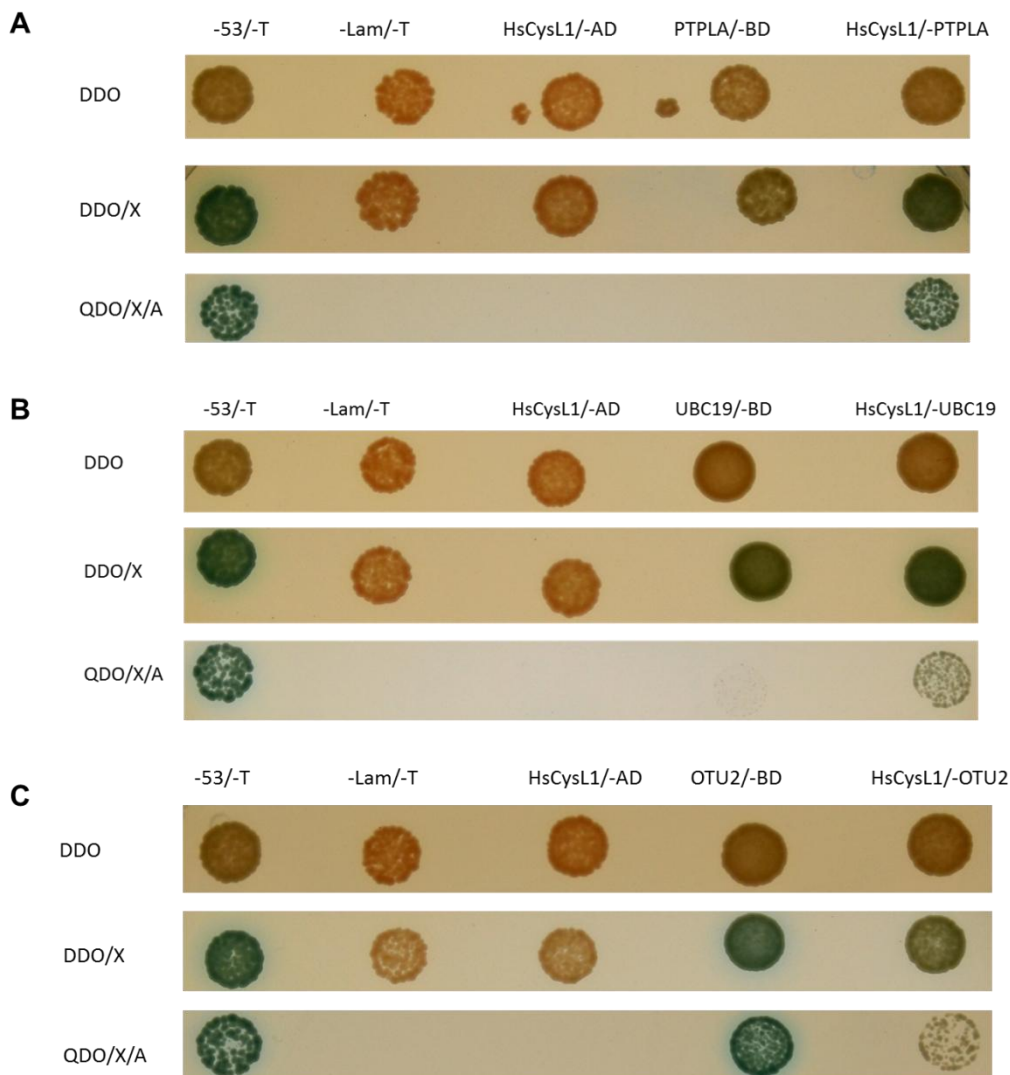 A
-53/-T -Lam/-T HsCysL1/-AD PTPLA/-BD HsCysL1/-PTPLA
DDO
DDO/X
QDO/X/A
B
-53/-T -Lam/-T HsCysL1/-AD UBC19/-BD HsCysL1/-UBC19
DDO
DDO/X
QDO/X/A
C
-53/-T -Lam/-T HsCysL1/-AD OTU2/-BD HsCysL1/-OTU2
DDO
DDO/X
QDO/X/A